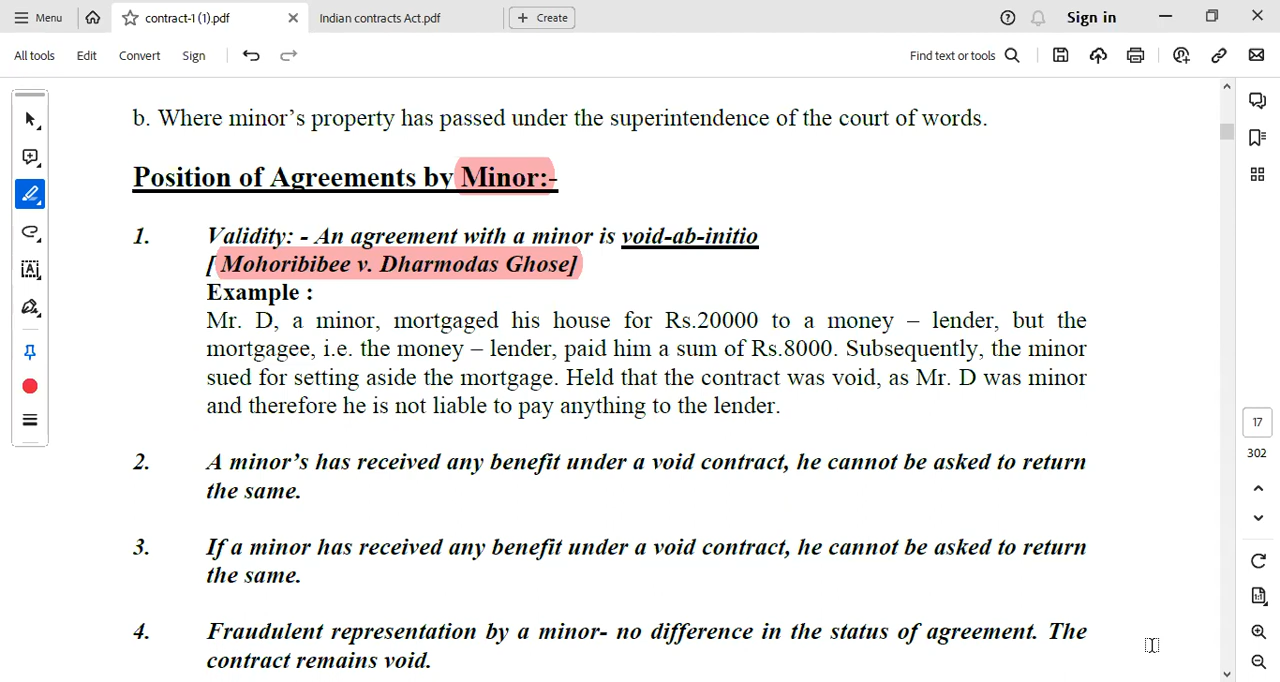 Menu
contract-1 (1).pdf
Indian contracts Act.pdf
Create
Sign in
All tools Edit Convert Sign
Find text or tools
b. Where minor's property has passed under the superintendence of the court of words.
Position of Agreements by Minor:-
1. Validity: - An agreement with a minor is void-ab-initio
[ Mohoribibee v. Dharmodas Ghose]
Example :
Mr. D, a minor, mortgaged his house for Rs.20000 to a money – lender, but the
mortgagee, i.e. the money – lender, paid him a sum of Rs.8000. Subsequently, the minor
sued for setting aside the mortgage. Held that the contract was void, as Mr. D was minor
and therefore he is not liable to pay anything to the lender.
2. A minor's has received any benefit under a void contract, he cannot be asked to return
the same.
3. If a minor has received any benefit under a void contract, he cannot be asked to return
the same.
4. Fraudulent representation by a minor- no difference in the status of agreement. The
contract remains void.
17
302